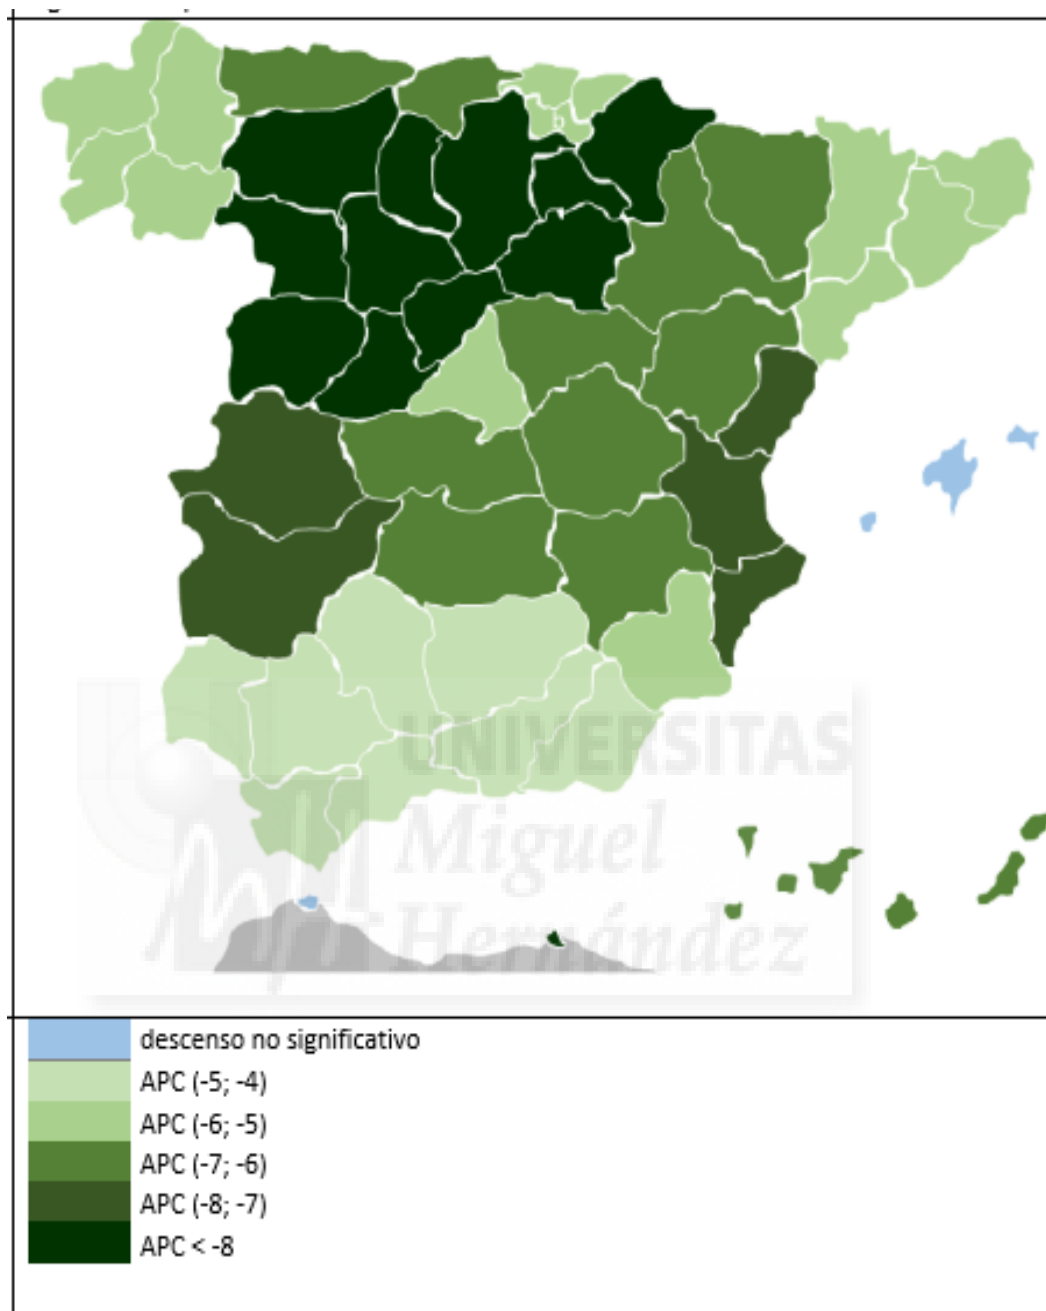 UNIVERSITAS
Miguel
Hernández
descenso no significativo
APC (-5; -4)
APC (-6; -5)
APC (-7; -6)
APC (-8; -7)
APC < -8